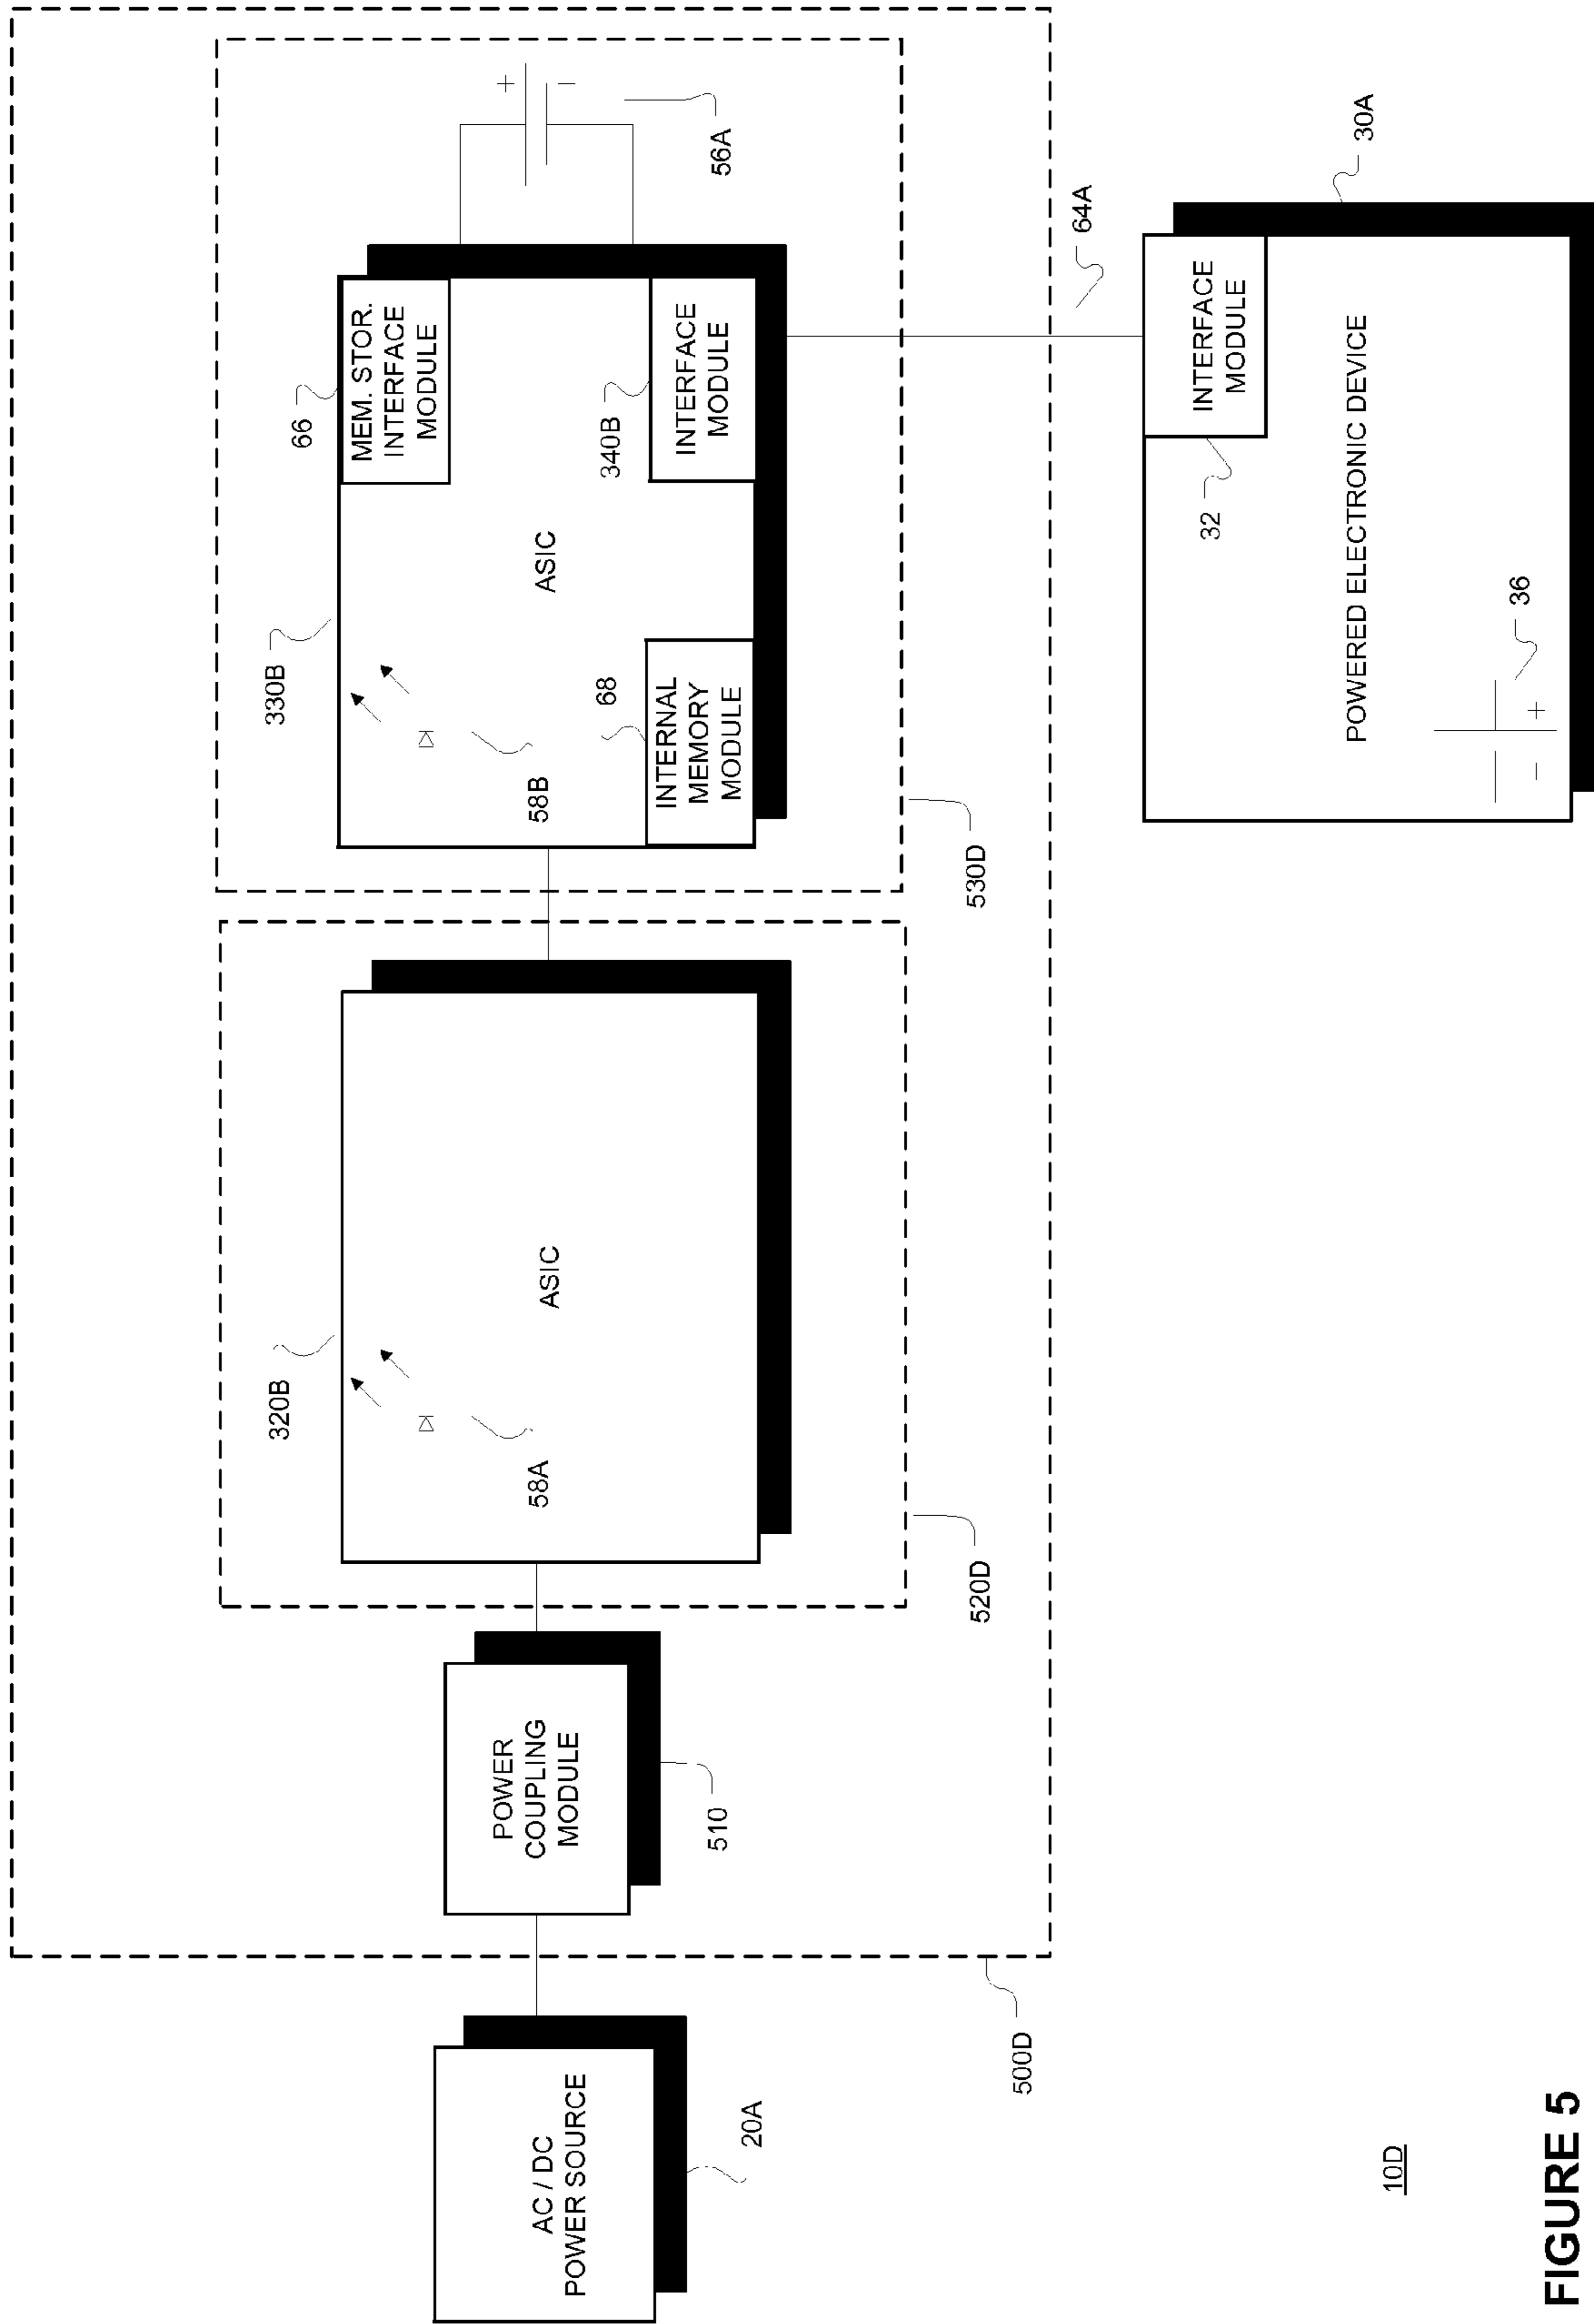 AC / DC
POWER SOURCE
20A
POWER
COUPLING
MODULE
510
500D
320B
58A
ASIC
520D
330B
58B
ASIC
66
MEM. STOR.
INTERFACE
MODULE
68
INTERNAL
MEMORY
MODULE
340B
INTERFACE
MODULE
+
−
56A
530D
64A
INTERFACE
MODULE
32
POWERED ELECTRONIC DEVICE
30A
36
− +
10D
FIGURE 5